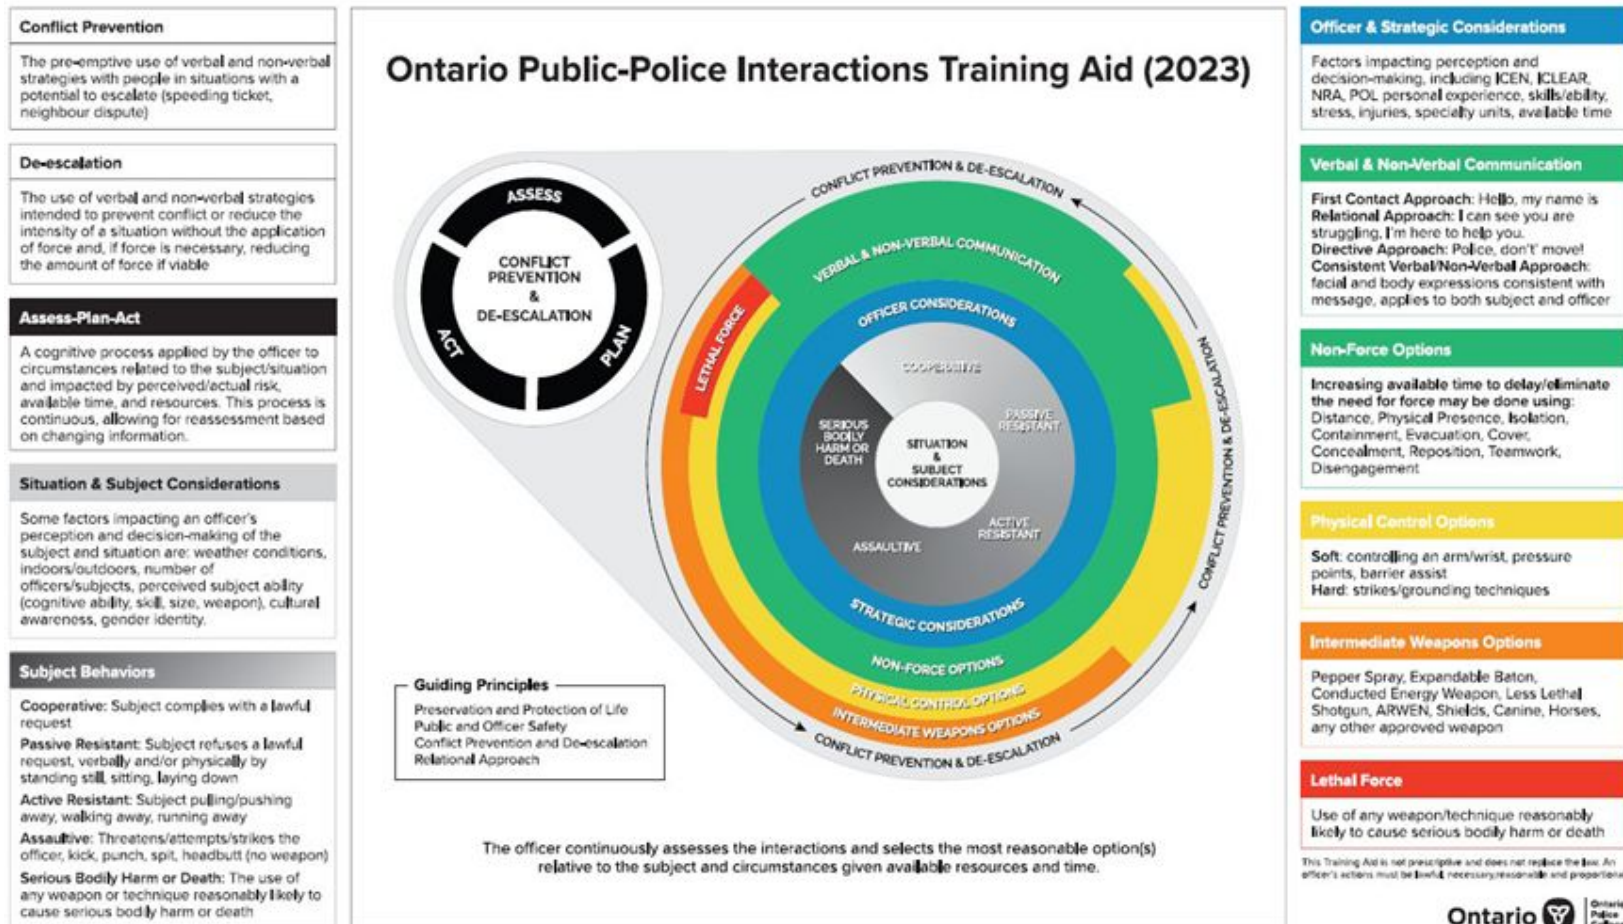 Conflict Prevention
The pre-emptive use of verbal and non-verbal
strategies with people in situations with a
potential to escalate (speeding ticket,
neighbour dispute)
De-escalation
The use of verbal and non-verbal strategies
intended to prevent conflict or reduce the
intensity of a situation without the application
of force and, if force is necessary, reducing
the amount of force if viable
Assess-Plan-Act
A cognitive process applied by the officer to
circumstances related to the subject/situation
and impacted by perceived/actual risk,
available time, and resources. This process is
continuous, allowing for reassessment based
on changing information.
Situation & Subject Considerations
Some factors impacting an officer's
perception and decision-making of the
subject and situation are: weather conditions,
indoors/outdoors, number of
officers/subjects, perceived subject ability
(cognitive ability, skill, size, weapon), cultural
awareness, gender identity.
Subject Behaviors
Cooperative: Subject complies with a lawful
request
Passive Resistant: Subject refuses a lawful
request, verbally and/or physically by
standing still, sitting, laying down
Active Resistant: Subject pulling/pushing
away, walking away, running away
Assaultive: Threatens/attempts/strikes the
officer, kick, punch, spit, headbutt (no weapon)
Serious Bodily Harm or Death: The use of
any weapon or technique reasonably likely to
cause serious bodily harm or death
Ontario Public-Police Interactions Training Aid (2023)
ASSESS
PLAN
ACT
CONFLICT
PREVENTION
&
DE-ESCALATION
CONFLICT PREVENTION & DE-ESCALATION
VERBAL & NON-VERBAL COMMUNICATION
OFFICER CONSIDERATIONS
LETHAL FORCE
COOPERATIVE
PASSIVE
RESISTANT
SERIOUS
BODILY
HARM OR
DEATH
SITUATION
&
SUBJECT
CONSIDERATIONS
ACTIVE
RESISTANT
ASSAULTIVE
CONFLICT PREVENTION & DE-ESCALATION
STRATEGIC CONSIDERATIONS
NON-FORCE OPTIONS
PHYSICAL CONTROL OPTIONS
INTERMEDIATE WEAPONS OPTIONS
CONFLICT PREVENTION & DE-ESCALATION
Guiding Principles
Preservation and Protection of Life
Public and Officer Safety
Conflict Prevention and De-escalation
Relational Approach
The officer continuously assesses the interactions and selects the most reasonable option(s)
relative to the subject and circumstances given available resources and time.
Officer & Strategic Considerations
Factors impacting perception and
decision-making, including ICEN, ICLEAR,
NRA, POL personal experience, skills/ability,
stress, injuries, specialty units, available time
Verbal & Non-Verbal Communication
First Contact Approach: Hello, my name is
Relational Approach: I can see you are
struggling, I'm here to help you.
Directive Approach: Police, don't' move!
Consistent Verbal/Non-Verbal Approach:
facial and body expressions consistent with
message, applies to both subject and officer
Non-Force Options
Increasing available time to delay/eliminate
the need for force may be done using:
Distance, Physical Presence, Isolation,
Containment, Evacuation, Cover,
Concealment, Reposition, Teamwork,
Disengagement
Physical Control Options
Soft: controlling an arm/wrist, pressure
points, barrier assist
Hard: strikes/grounding techniques
Intermediate Weapons Options
Pepper Spray, Expandable Baton,
Conducted Energy Weapon, Less Lethal
Shotgun, ARWEN, Shields, Canine, Horses,
any other approved weapon
Lethal Force
Use of any weapon/technique reasonably
likely to cause serious bodily harm or death
This Training Aid is not prescriptive and does not replace the law. An
officer's actions must be lawful, necessary, reasonable and
Ontario